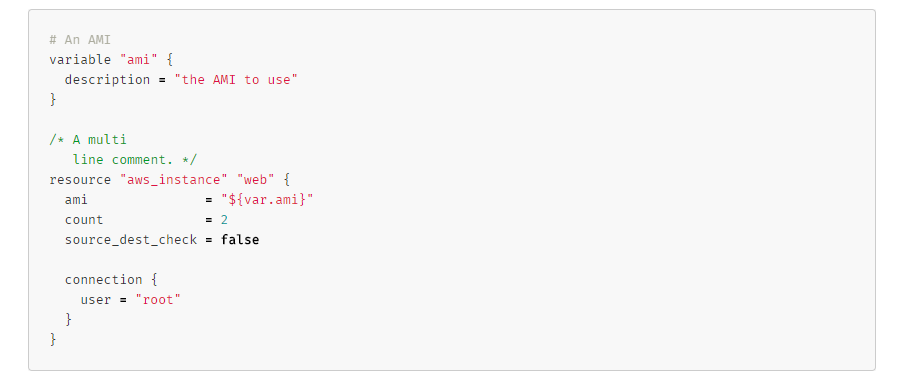 # An AMI
variable "ami" {
  description = "the AMI to use"
}

/* A multi
   line comment. */
resource "aws_instance" "web" {
  ami               = "${var.ami}"
  count             = 2
  source_dest_check = false

  connection {
    user = "root"
  }
}